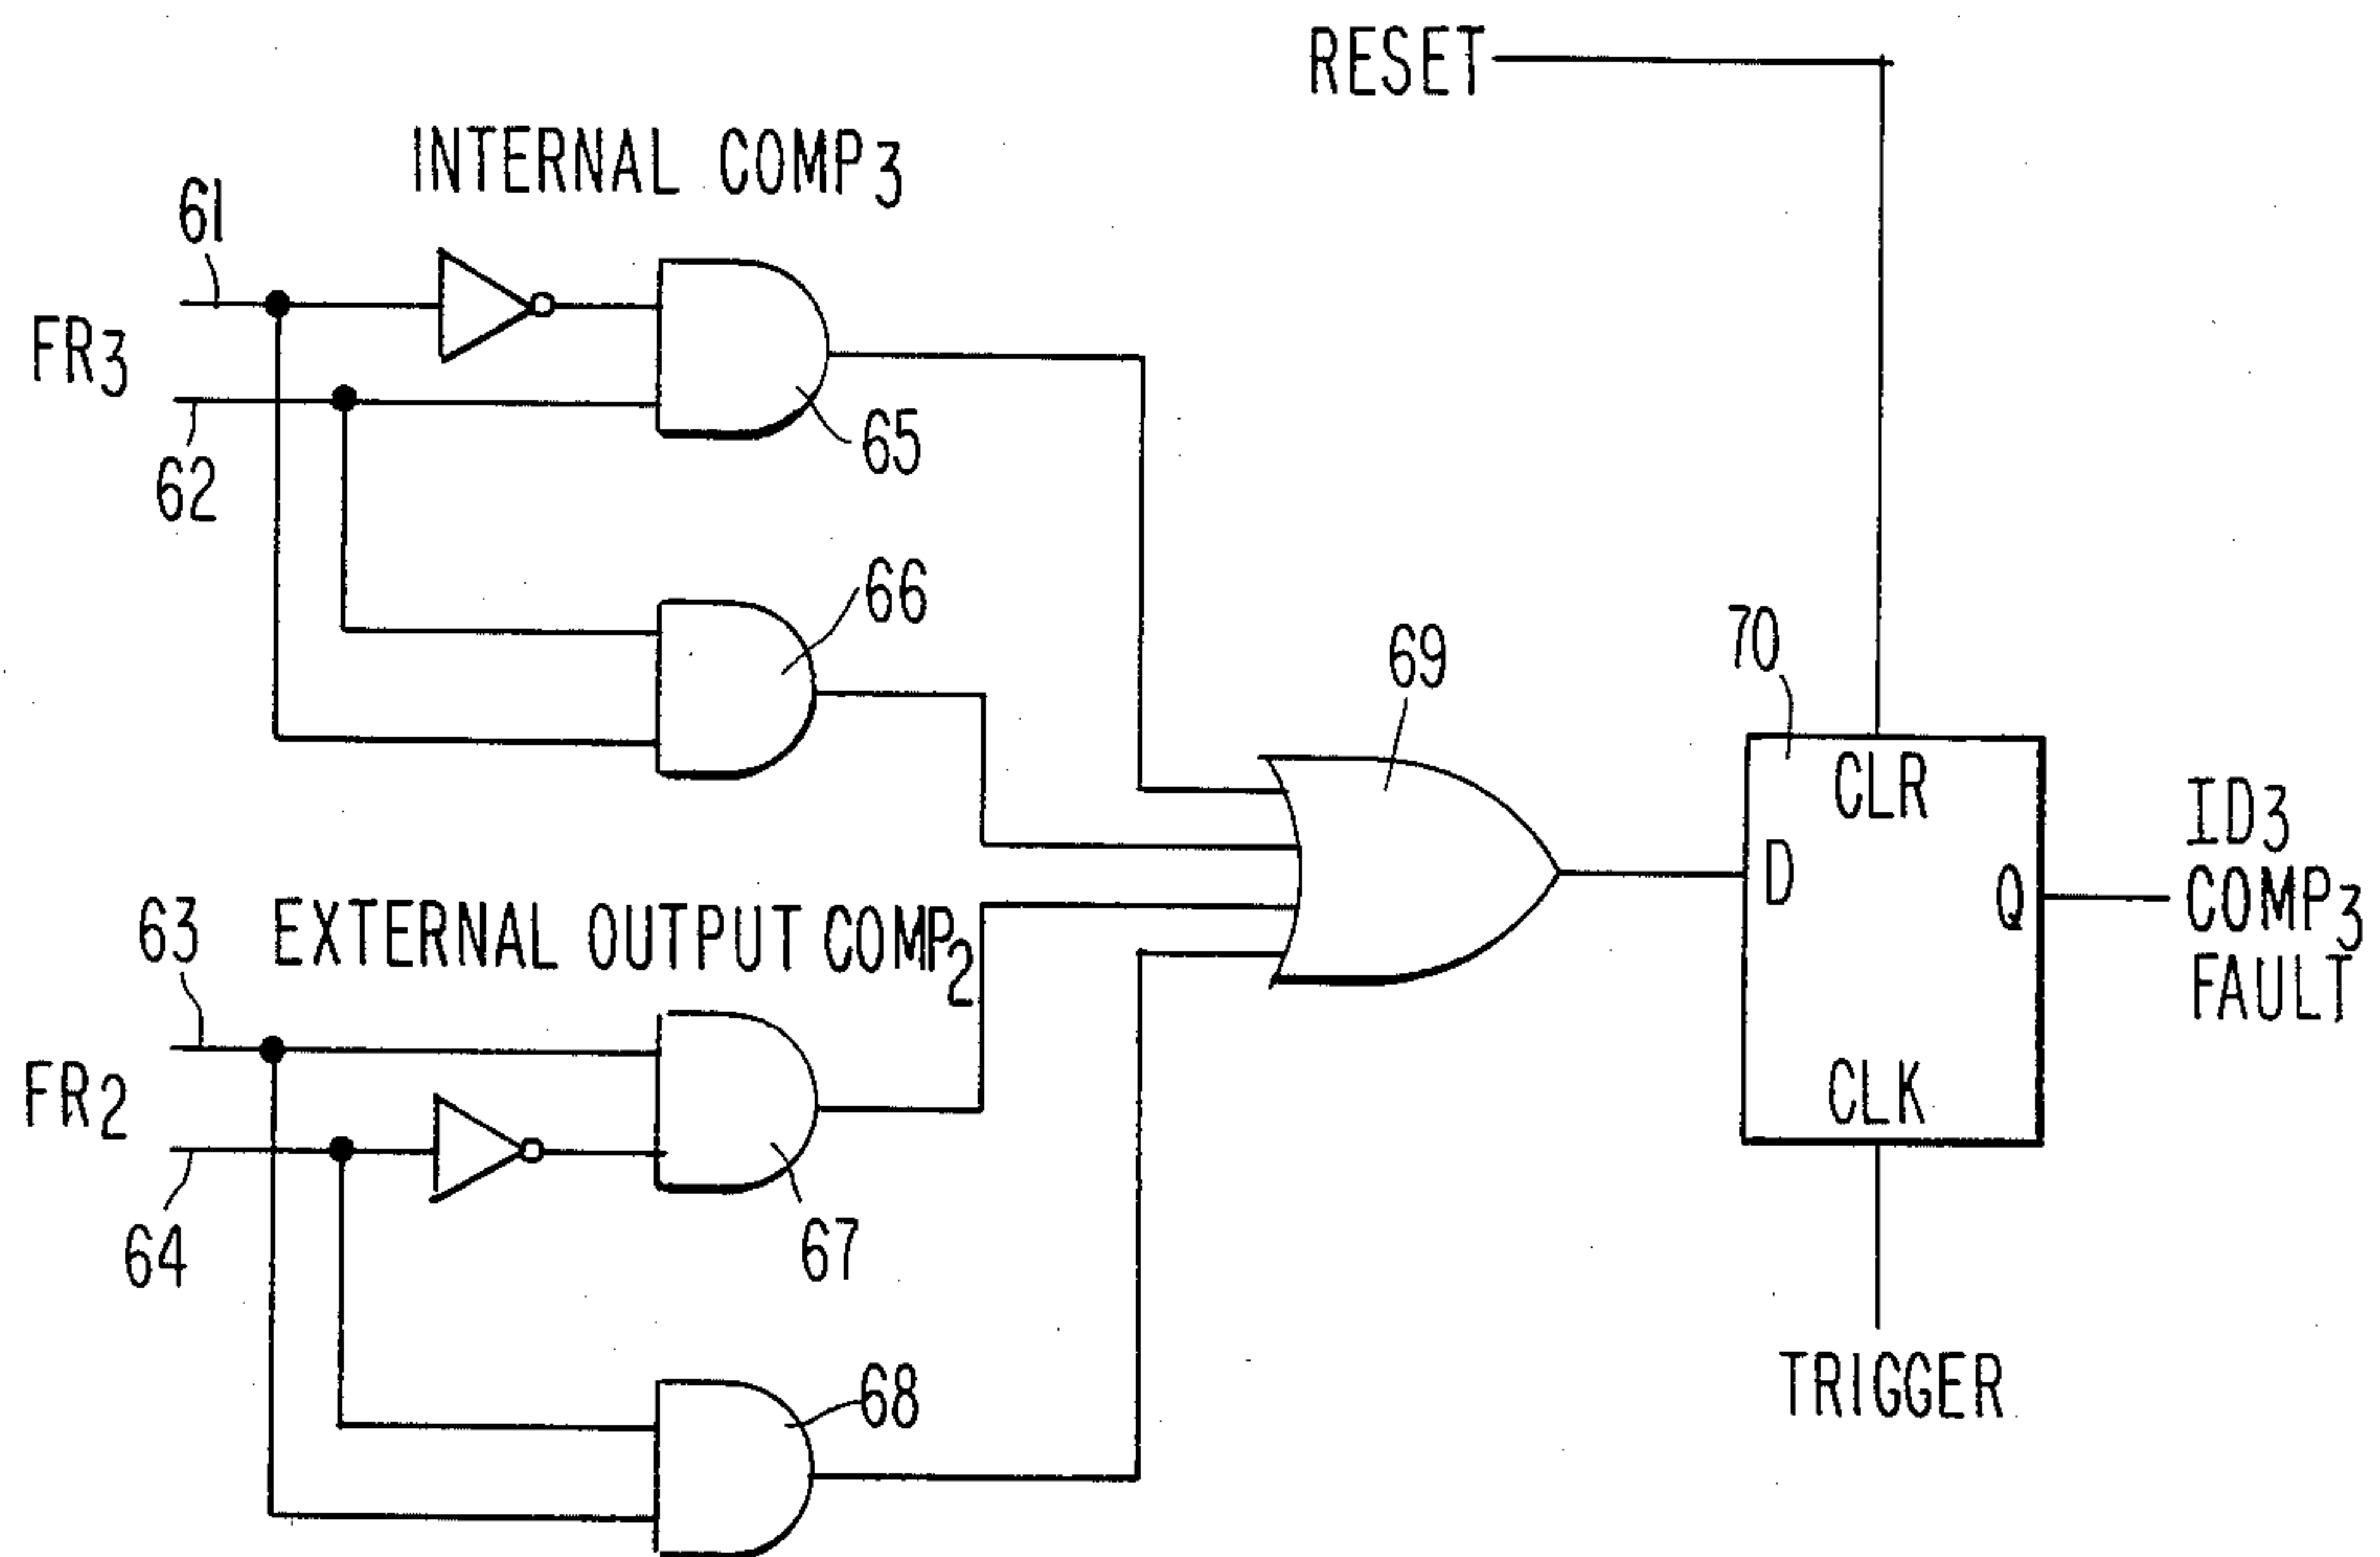 RESET
INTERNAL COMP3
61
FR3
62
65
66
69
70
CLR
D
Q
CLK
ID3
COMP3
FAULT
TRIGGER
EXTERNAL OUTPUT COMP2
63
FR2
64
67
68